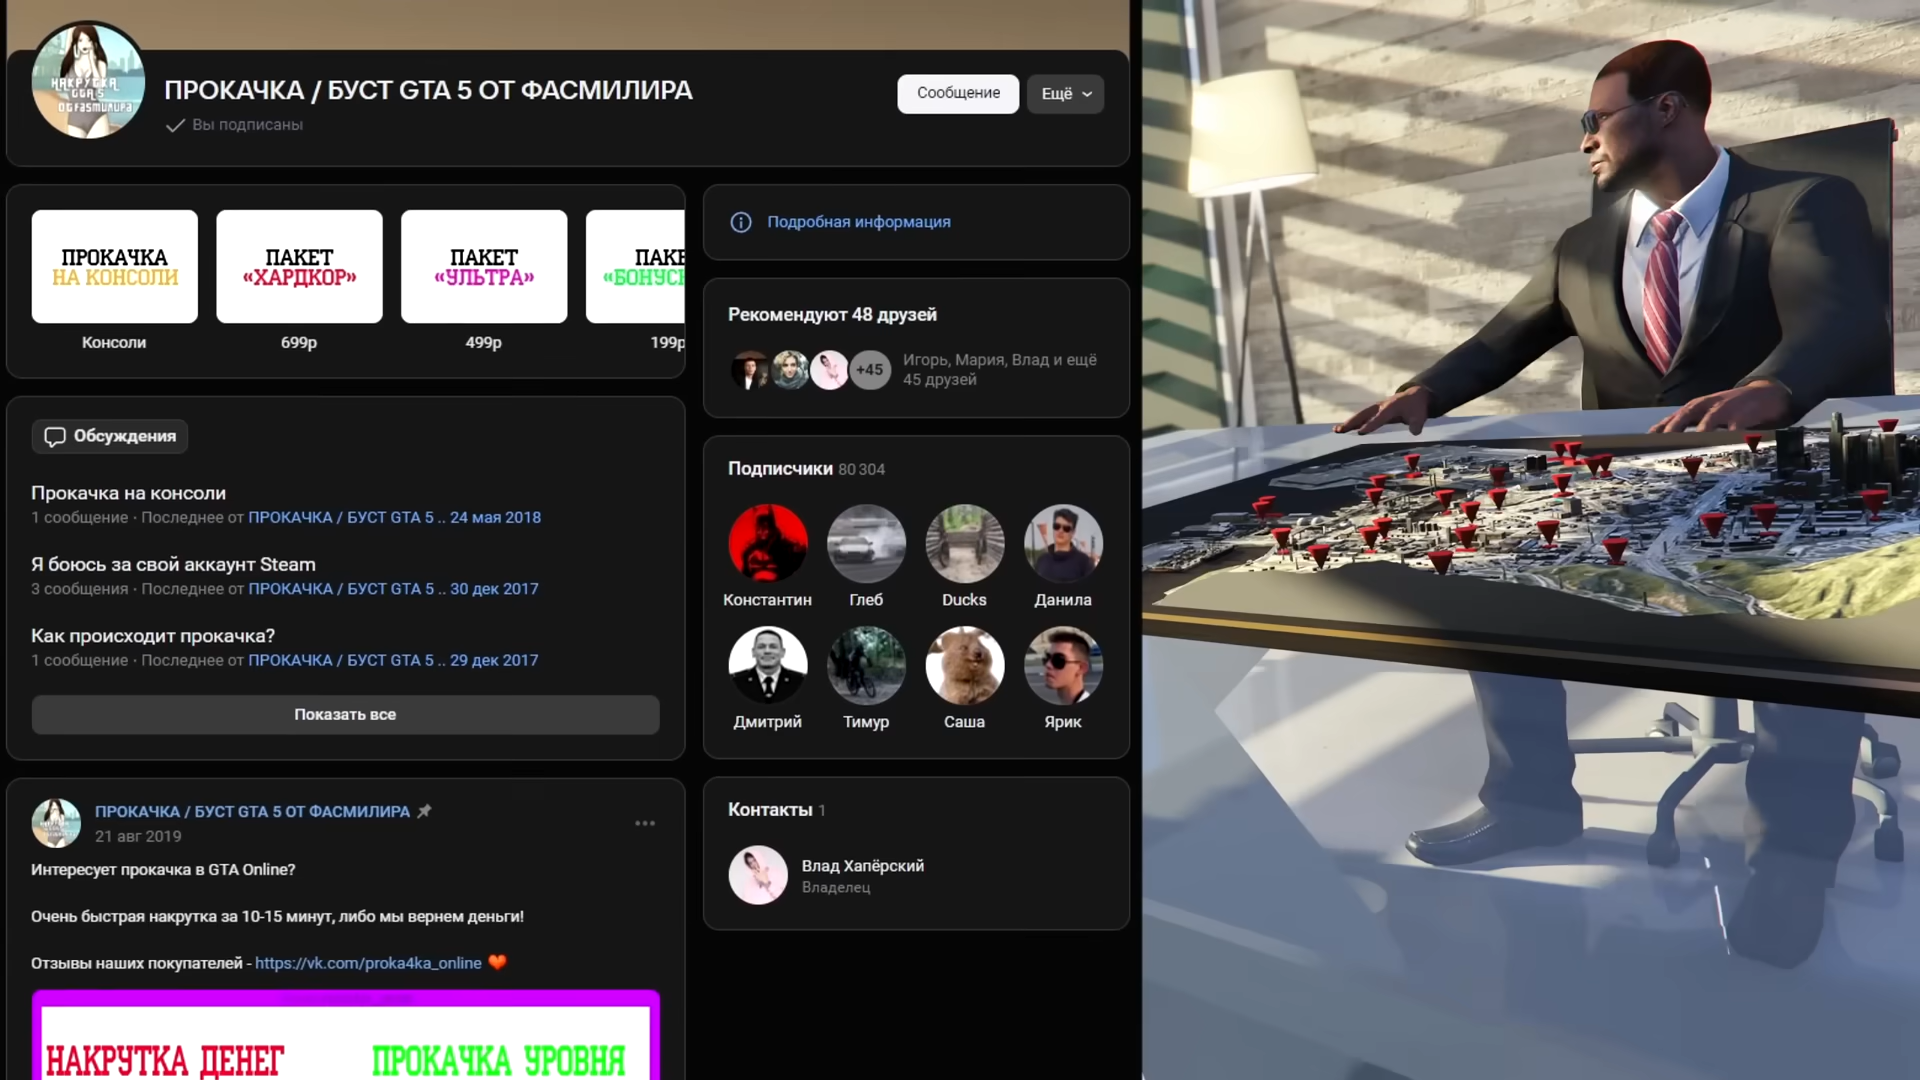 НАКРУТКА
GTA 5
ОТ FASМИЛИРА
ПРОКАЧКА / БУСТ GTA 5 ОТ ФАСМИЛИРА
Вы подписаны
Сообщение
Ещё
ПРОКАЧКА
НА КОНСОЛИ
Консоли
ПАКЕТ
«ХАРДКОР»
699р
ПАКЕТ
«УЛЬТРА»
499р
199р
Обсуждения
Прокачка на консоли
1 сообщение · Последнее от ПРОКАЧКА / БУСТ GTA 5 .. 24 мая 2018
Я боюсь за свой аккаунт Steam
3 сообщения · Последнее от ПРОКАЧКА / БУСТ GTA 5 .. 30 дек 2017
Как происходит прокачка?
1 сообщение · Последнее от ПРОКАЧКА / БУСТ GTA 5 .. 29 дек 2017
Показать все
ПРОКАЧКА / БУСТ GTA 5 ОТ ФАСМИЛИРА
21 авг 2019
Интересует прокачка в GTA Online?
Очень быстрая накрутка за 10-15 минут, либо мы вернем деньги!
Отзывы наших покупателей - https://vk.com/proka4ka_online
НАКРУТКА ДЕНЕГ
ПРОКАЧКА УРОВНЯ
Подробная информация
Рекомендуют 48 друзей
+45
Игорь, Мария, Влад и ещё
45 друзей
Подписчики 80 304
Константин
Глеб
Ducks
Данила
Дмитрий
Тимур
Саша
Ярик
Контакты 1
Влад Хапёрский
Владелец